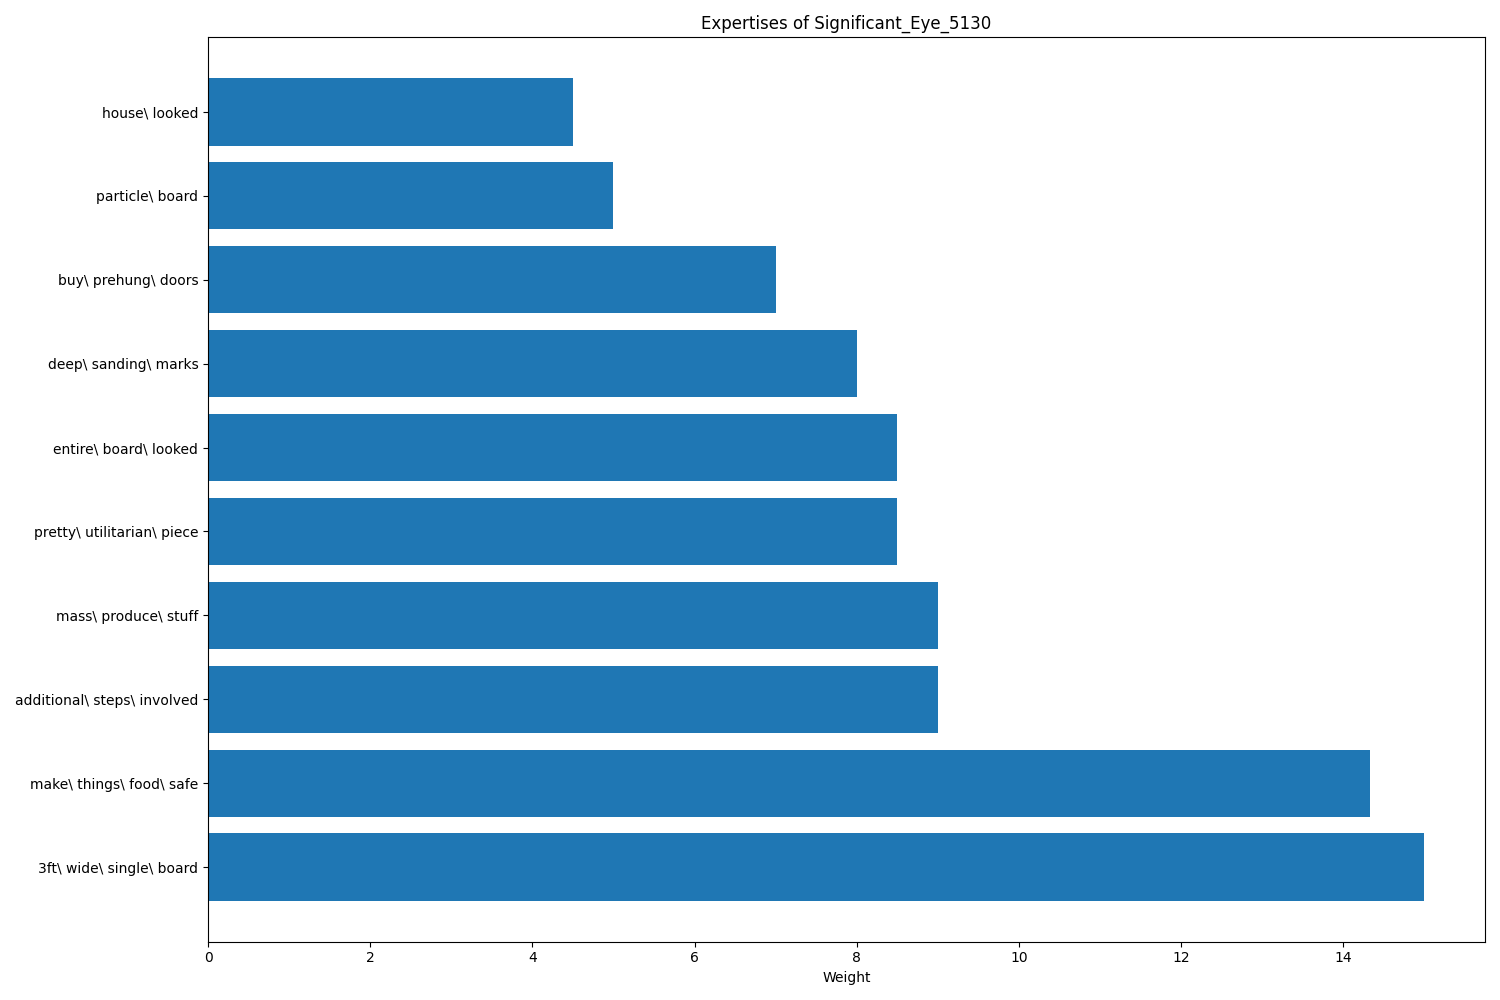 Expertises of Significant_Eye_5130
house\ looked
particle\ board
buy\ prehung\ doors
deep\ sanding\ marks
entire\ board\ looked
pretty\ utilitarian\ piece
mass\ produce\ stuff
additional\ steps\ involved
make\ things\ food\ safe
3ft\ wide\ single\ board
0 2 4 6 8 10 12 14
Weight